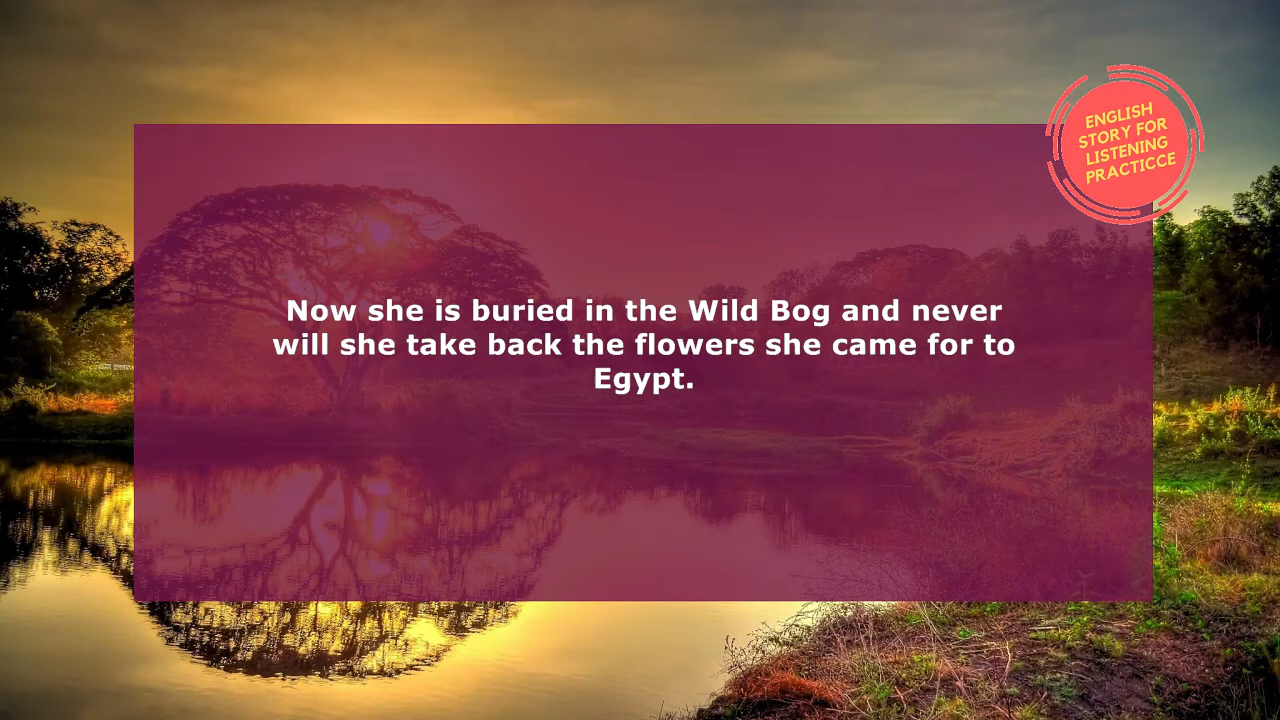 ENGLISH
STORY FOR
LISTENING
PRACTICCE
Now she is buried in the Wild Bog and never
will she take back the flowers she came for to
Egypt.